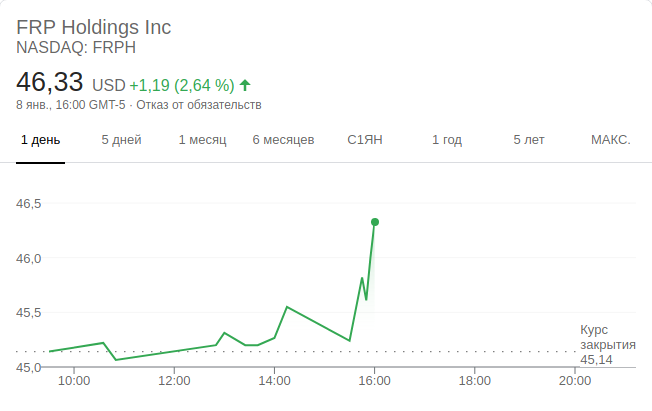 FRP Holdings Inc
NASDAQ: FRPH
46,33 USD +1,19 (2,64 %)
8 янв., 16:00 GMT-5 · Отказ от обязательств
1 день 5 дней 1 месяц 6 месяцев С1ЯН 1 год 5 лет МАКС.
46,5
46,0
45,5
45,0
Курс
закрытия
45,14
10:00 12:00 14:00 16:00 18:00 20:00